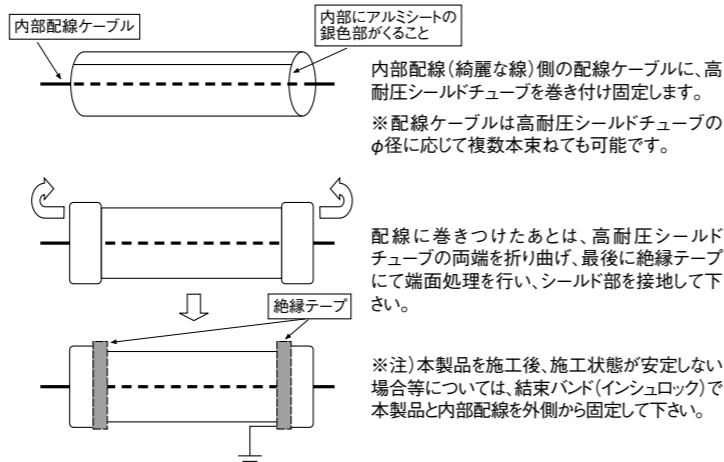 内部配線ケーブル
内部にアルミシートの
銀色部がくること
内部配線(綺麗な線)側の配線ケーブルに、高
耐圧シールドチューブを巻き付け固定します。
※配線ケーブルは高耐圧シールドチューブの
φ径に応じて複数本束ねても可能です。
配線に巻きつけたあとは、高耐圧シールド
チューブの両端を折り曲げ、最後に絶縁テープ
にて端面処理を行い、シールド部を接地して下
さい。
絶縁テープ
※注)本製品を施工後、施工状態が安定しない
場合等については、結束バンド(インシュロック)で
本製品と内部配線を外側から固定して下さい。